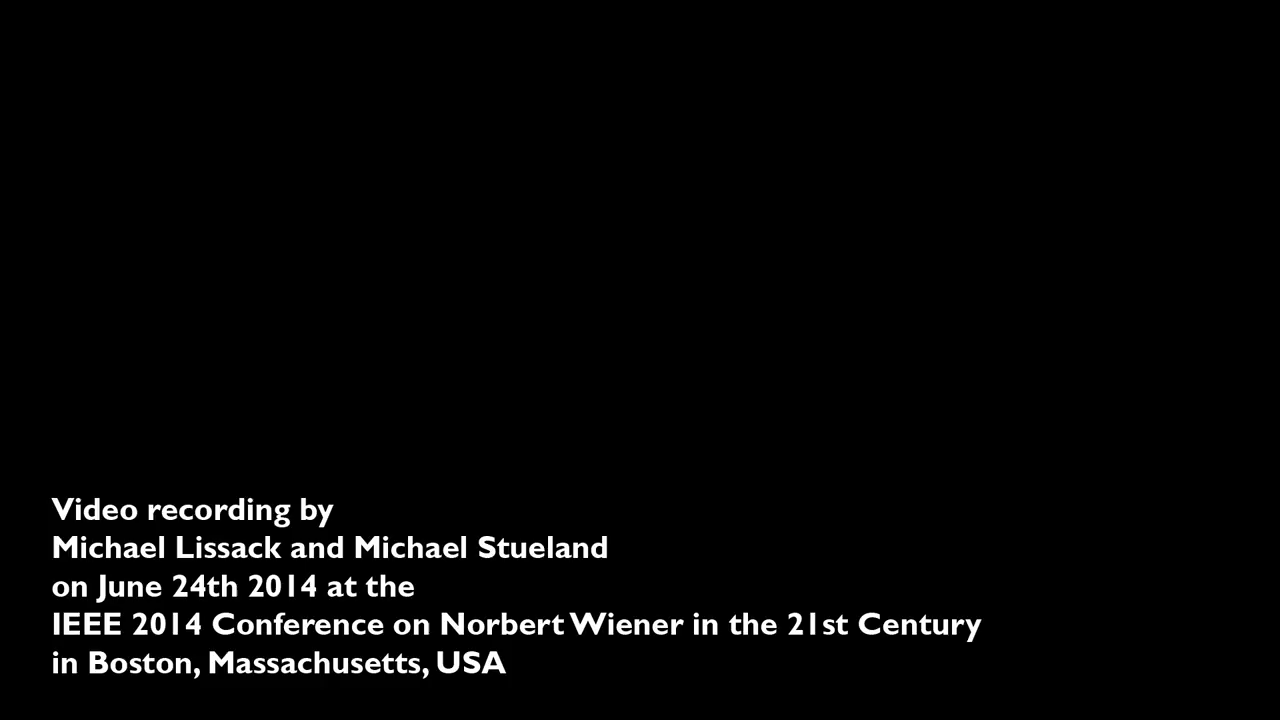 Video recording by
Michael Lissack and Michael Stueland
on June 24th 2014 at the
IEEE 2014 Conference on Norbert Wiener in the 21st Century
in Boston, Massachusetts, USA